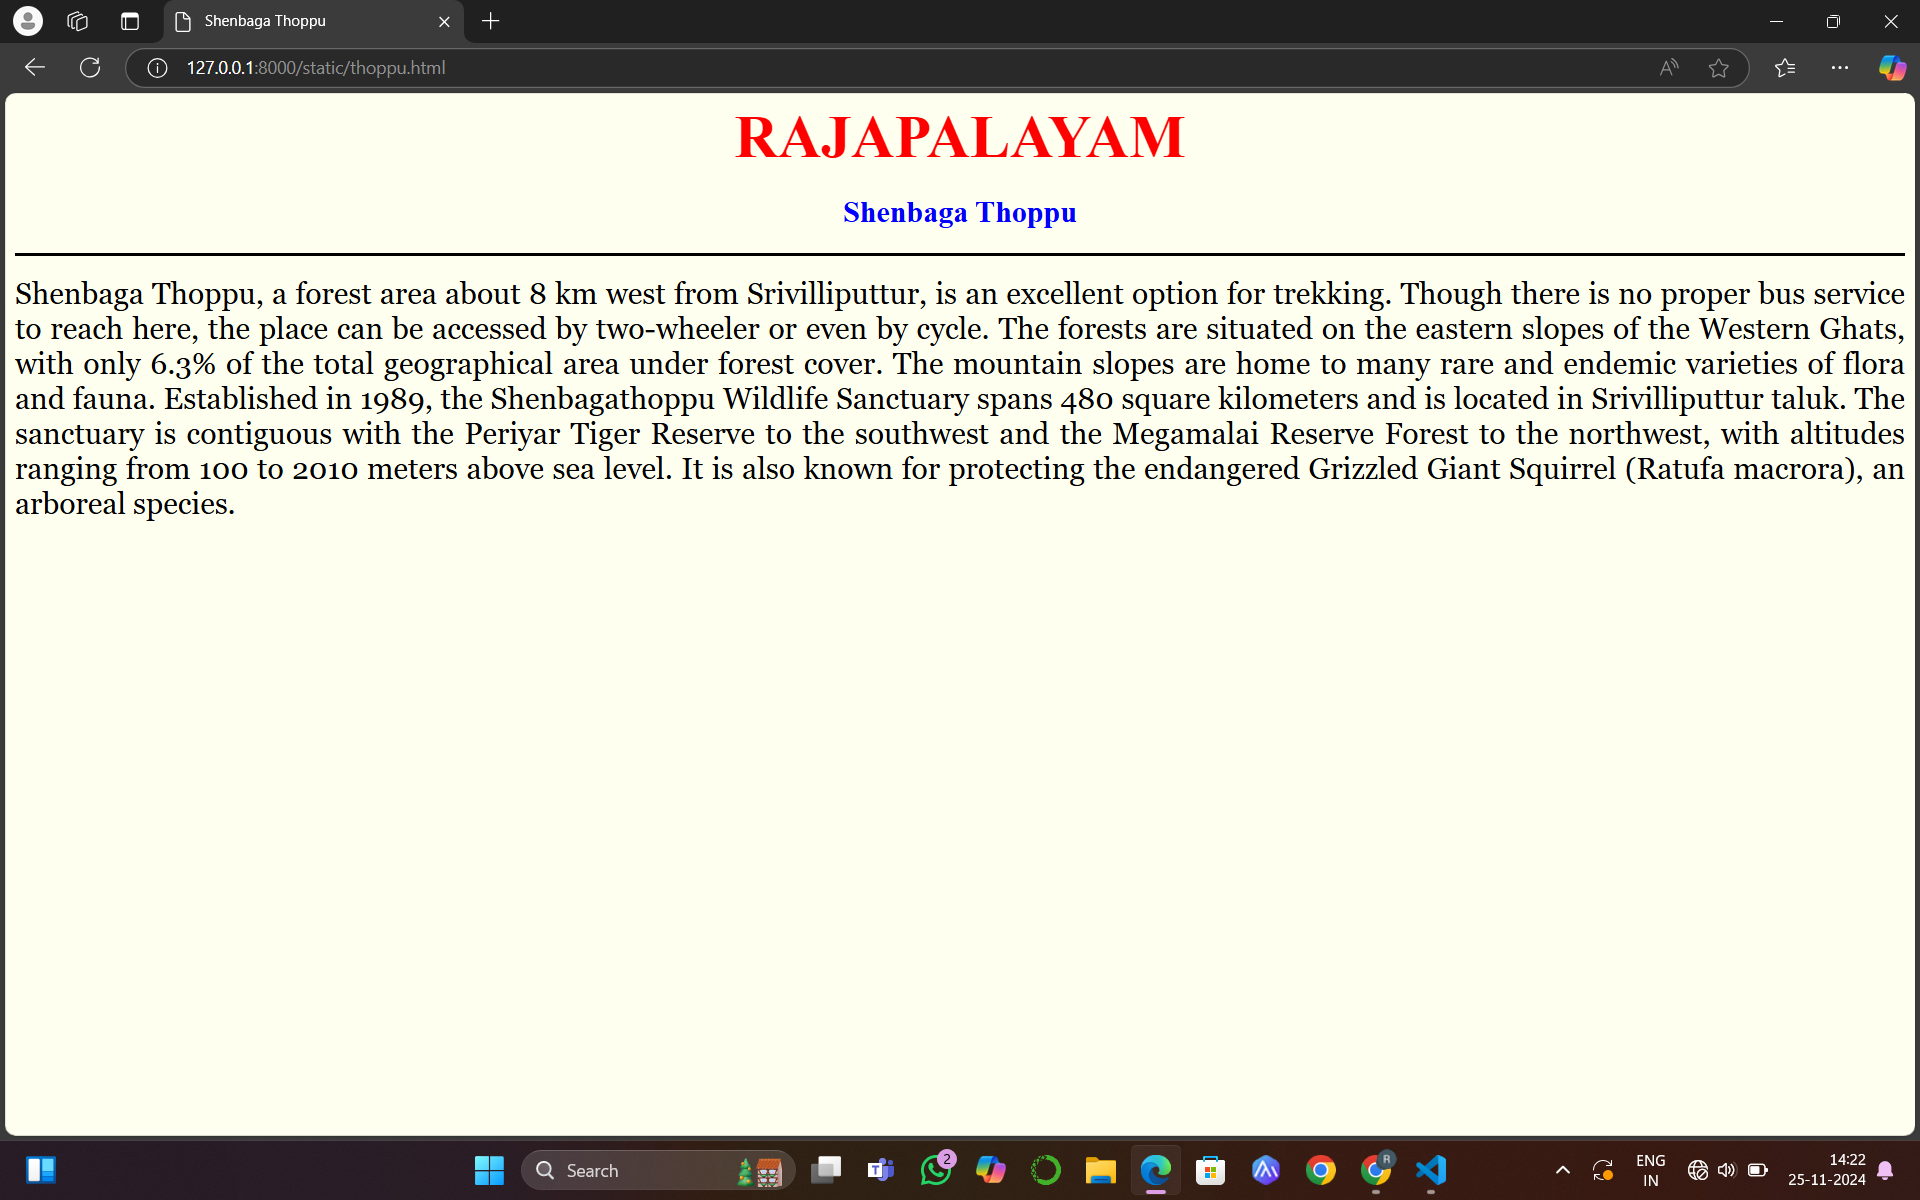 Shenbaga Thoppu
127.0.0.1:8000/static/thoppu.html
RAJAPALAYAM
Shenbaga Thoppu
Shenbaga Thoppu, a forest area about 8 km west from Srivilliputtur, is an excellent option for trekking. Though there is no proper bus service
to reach here, the place can be accessed by two-wheeler or even by cycle. The forests are situated on the eastern slopes of the Western Ghats,
with only 6.3% of the total geographical area under forest cover. The mountain slopes are home to many rare and endemic varieties of flora
and fauna. Established in 1989, the Shenbagathoppu Wildlife Sanctuary spans 480 square kilometers and is located in Srivilliputtur taluk. The
sanctuary is contiguous with the Periyar Tiger Reserve to the southwest and the Megamalai Reserve Forest to the northwest, with altitudes
ranging from 100 to 2010 meters above sea level. It is also known for protecting the endangered Grizzled Giant Squirrel (Ratufa macrora), an
arboreal species.
Search
2
R
ENG
IN
14:22
25-11-2024